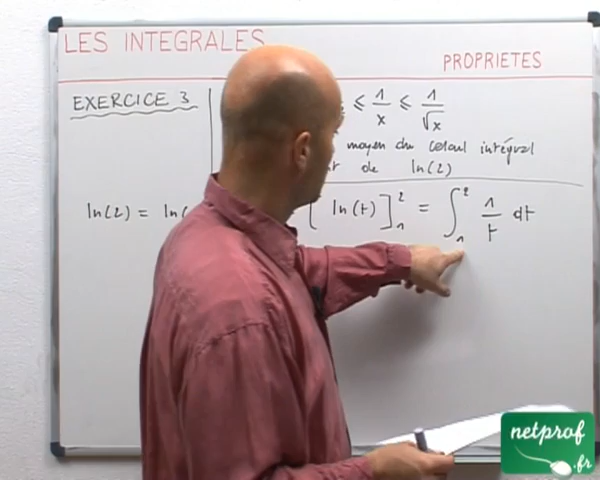 LES INTEGRALES
PROPRIETES
EXERCICE 3
≤ 1/x ≤ 1/√x
moyen du calcul intégral
de ln(2)
ln(2) = ln( [ ln(t) ]₁² = ∫₁² 1/t dt
netprof
.fr